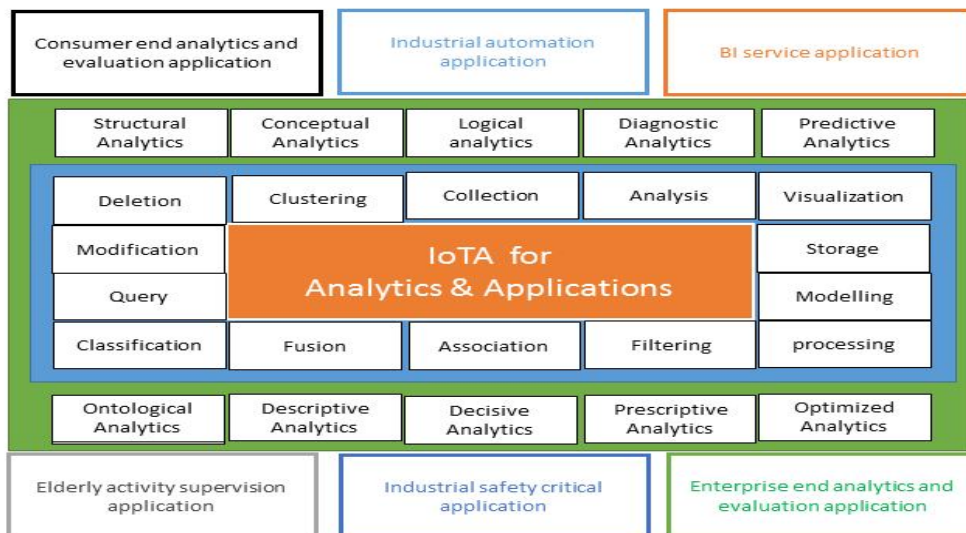 Consumer end analytics and
evaluation application
Industrial automation
application
BI service application
Structural
Analytics
Conceptual
Analytics
Logical
analytics
Diagnostic
Analytics
Predictive
Analytics
Deletion
Clustering
Collection
Analysis
Visualization
Modification
Query
IoTA for
Analytics & Applications
Storage
Modelling
Classification
Fusion
Association
Filtering
processing
Ontological
Analytics
Descriptive
Analytics
Decisive
Analytics
Prescriptive
Analytics
Optimized
Analytics
Elderly activity supervision
application
Industrial safety critical
application
Enterprise end analytics and
evaluation application